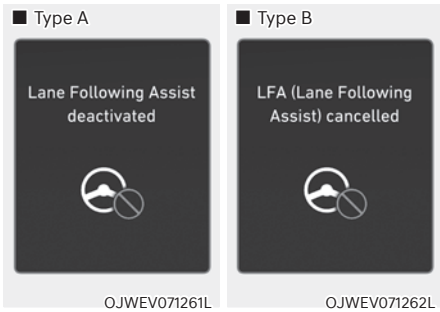 ■ Type A
Lane Following Assist
deactivated
OJWEV071261L
■ Type B
LFA (Lane Following
Assist) cancelled
OJWEV071262L